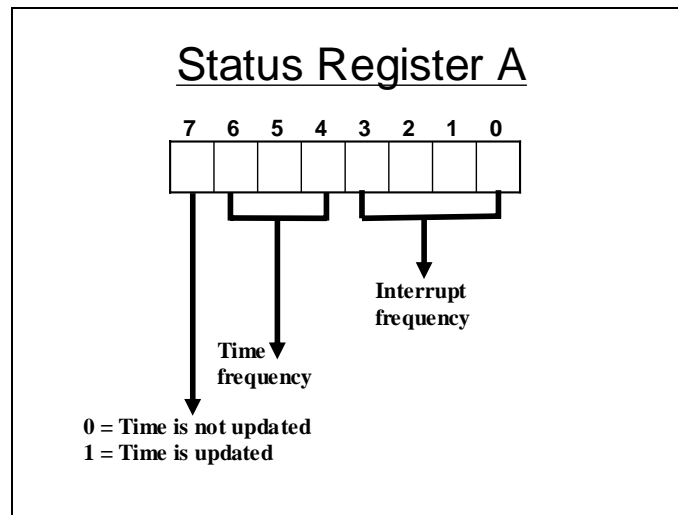 Status Register A
7 6 5 4 3 2 1 0
Interrupt
frequency
Time
frequency
0 = Time is not updated
1 = Time is updated